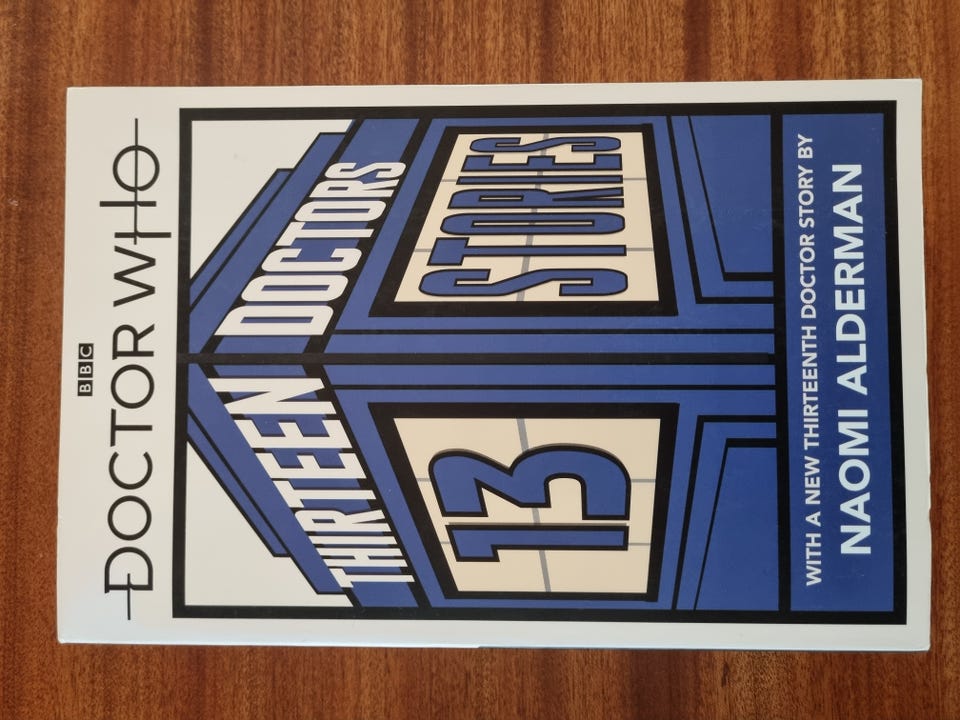 BBC
DOCTOR WHO
THIRTEEN DOCTORS
13 STORIES
WITH A NEW THIRTEENTH DOCTOR STORY BY
NAOMI ALDERMAN